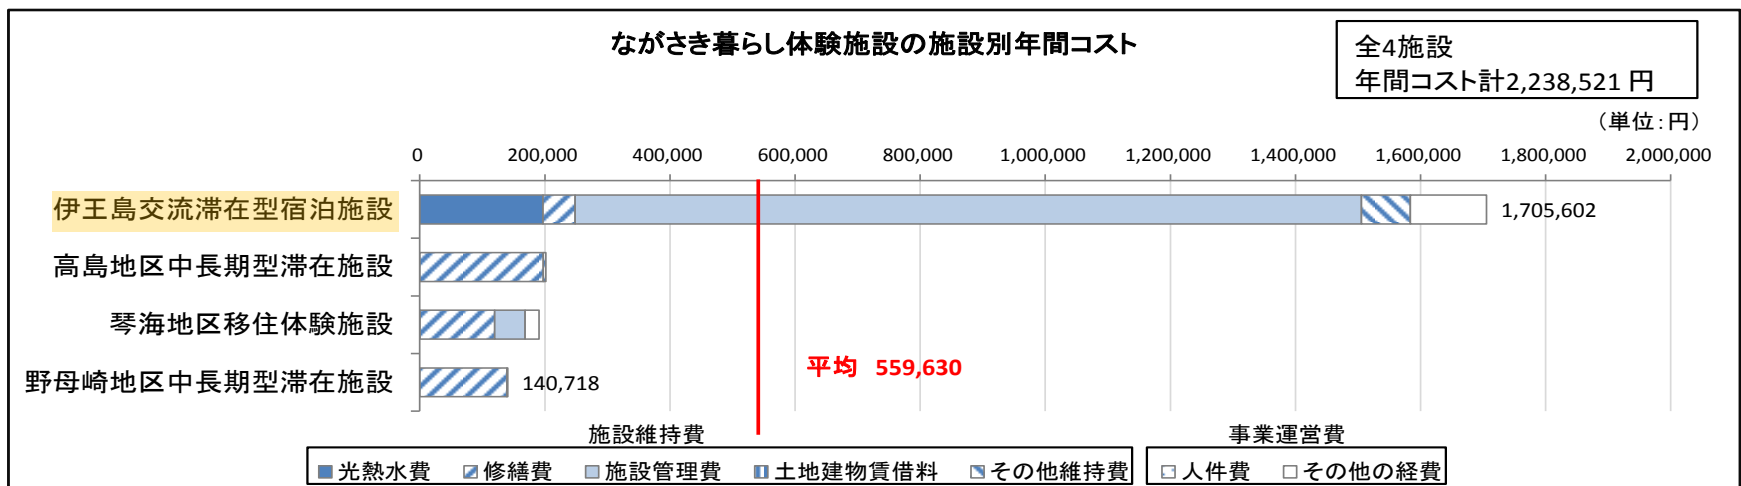 ながさき暮らし体験施設の施設別年間コスト
全4施設
年間コスト計2,238,521 円
（単位：円）
0 200,000 400,000 600,000 800,000 1,000,000 1,200,000 1,400,000 1,600,000 1,800,000 2,000,000
伊王島交流滞在型宿泊施設 1,705,602
高島地区中長期型滞在施設
琴海地区移住体験施設
平均 559,630
野母崎地区中長期型滞在施設 140,718
施設維持費 事業運営費
光熱水費 修繕費 施設管理費 土地建物賃借料 その他維持費 人件費 その他の経費